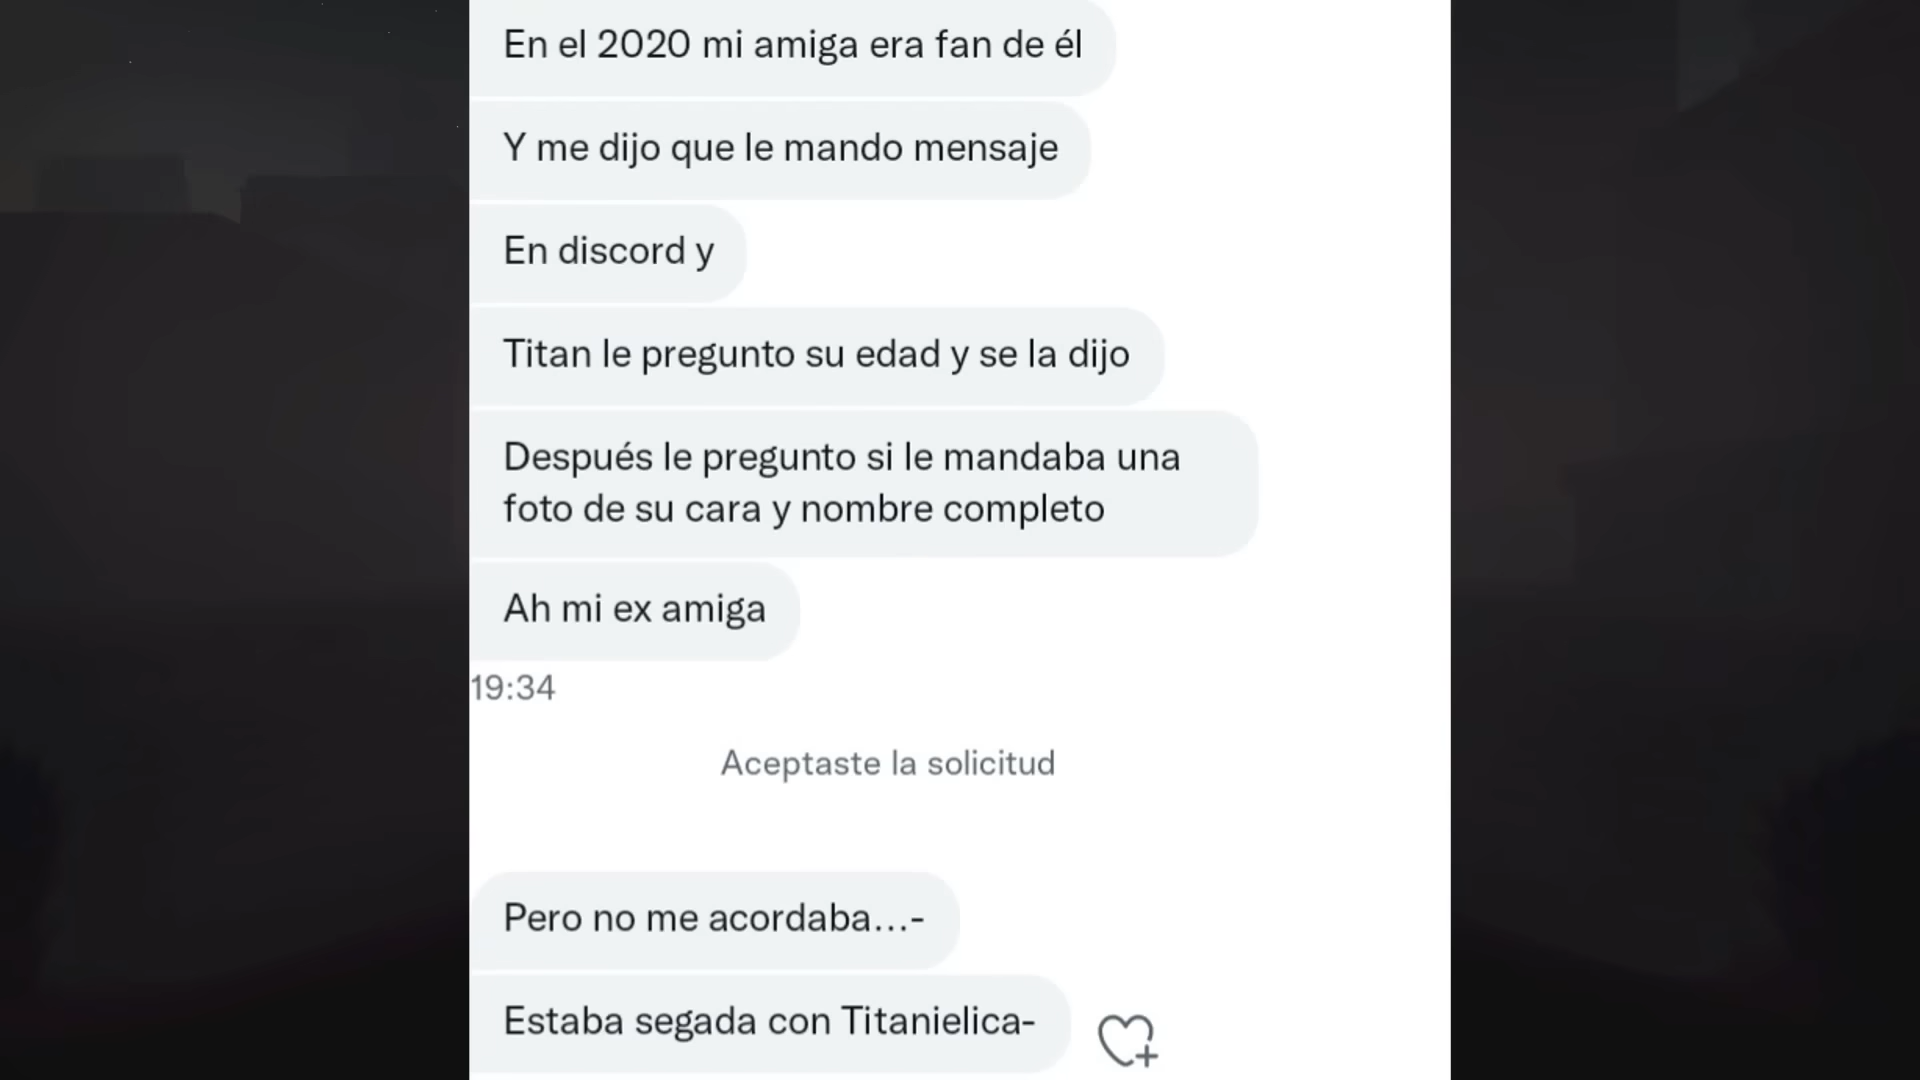 En el 2020 mi amiga era fan de él
Y me dijo que le mando mensaje
En discord y
Titan le pregunto su edad y se la dijo
Después le pregunto si le mandaba una
foto de su cara y nombre completo
Ah mi ex amiga
19:34
Aceptaste la solicitud
Pero no me acordaba...-
Estaba segada con Titanielica-